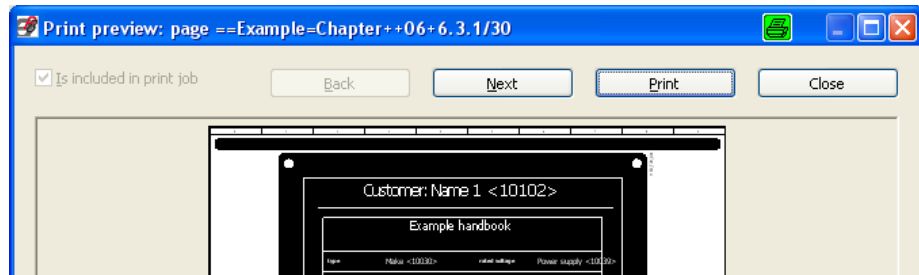 Print preview: page ==Example=Chapter++06+6.3.1/30
Is included in print job Back Next Print Close
Customer: Name 1 <10102>
Example handbook
type Make <10030> rated voltage Power supply <10039>